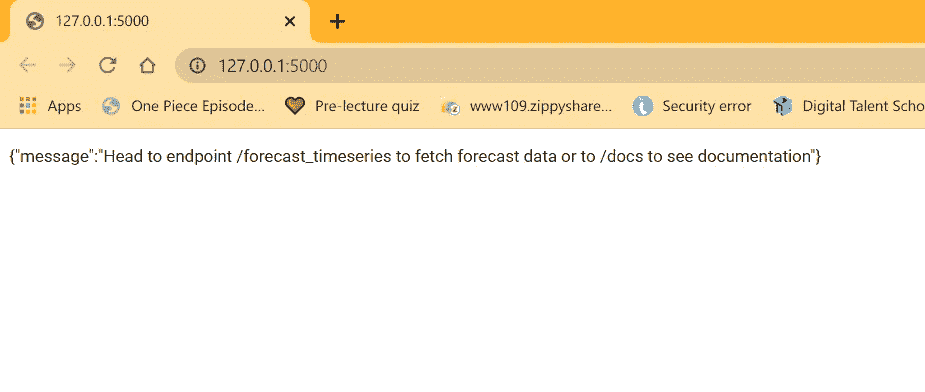 127.0.0.1:5000
127.0.0.1:5000
Apps One Piece Episode... Pre-lecture quiz www109.zippyshare... Security error Digital Talent Scho
{"message":"Head to endpoint /forecast_timeseries to fetch forecast data or to /docs to see documentation"}